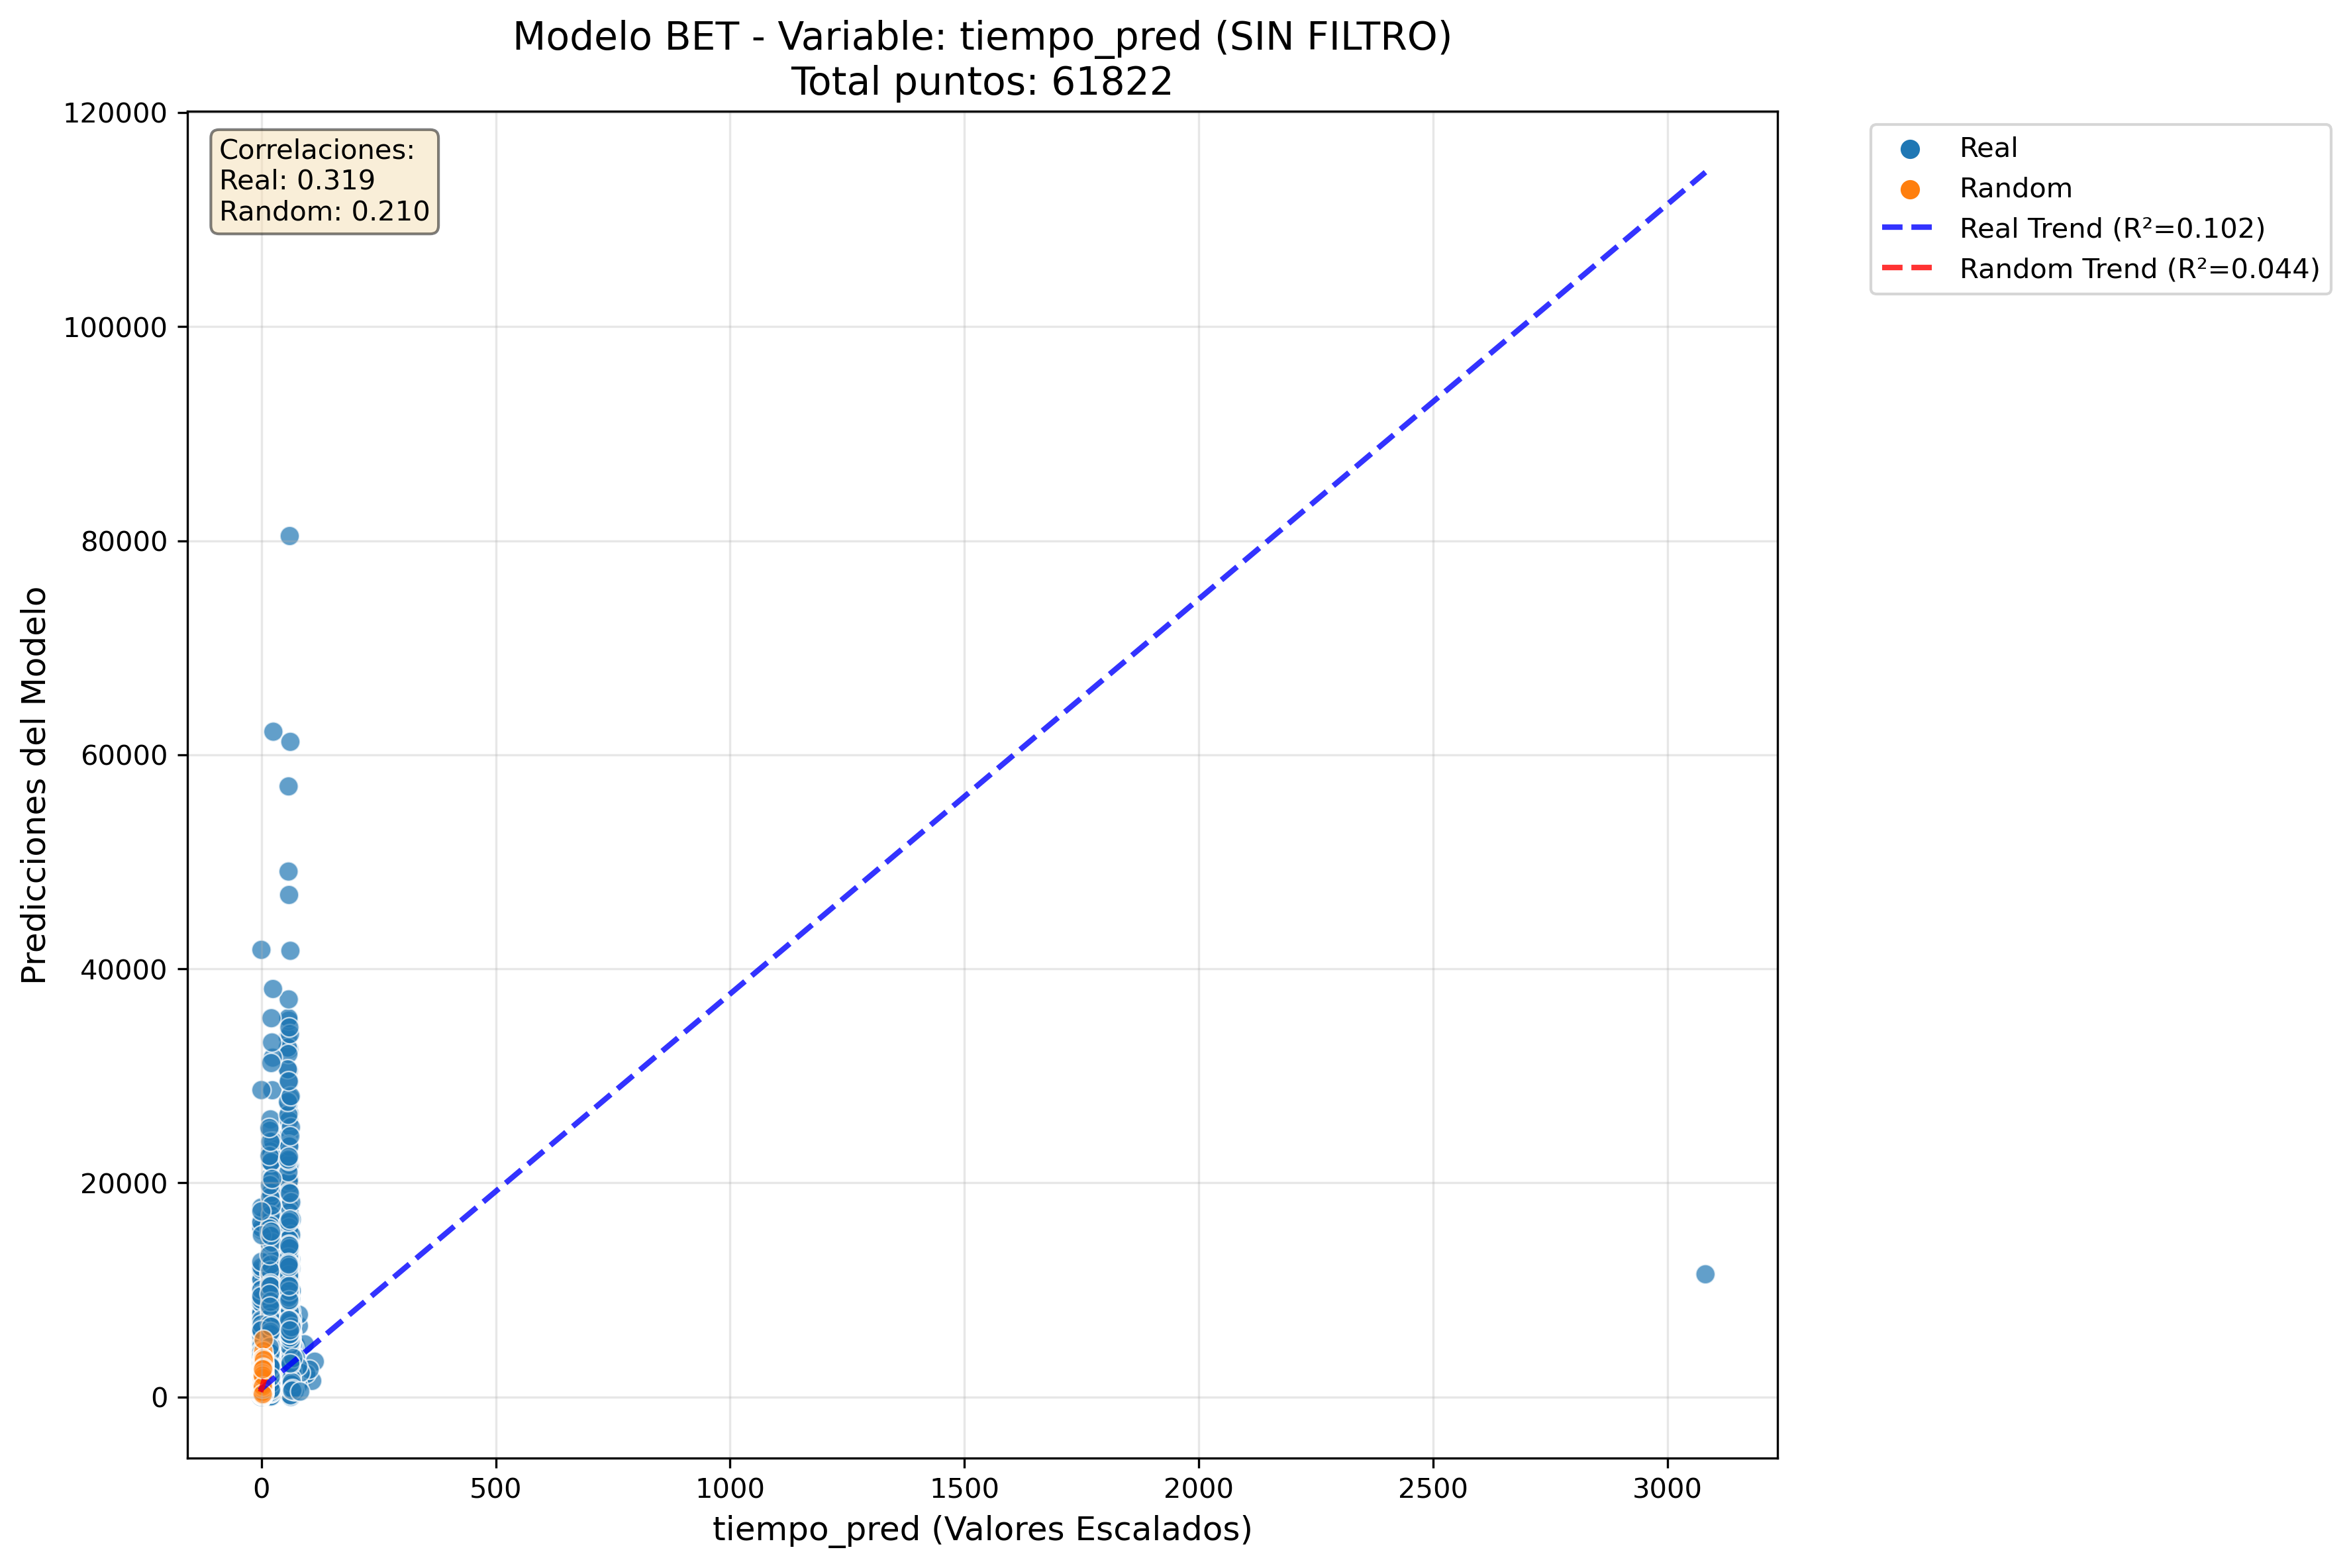 Modelo BET - Variable: tiempo_pred (SIN FILTRO)
Total puntos: 61822
Correlaciones:
Real: 0.319
Random: 0.210
Real
Random
Real Trend (R²=0.102)
Random Trend (R²=0.044)
Predicciones del Modelo
120000
100000
80000
60000
40000
20000
0
0
500
1000
1500
2000
2500
3000
tiempo_pred (Valores Escalados)